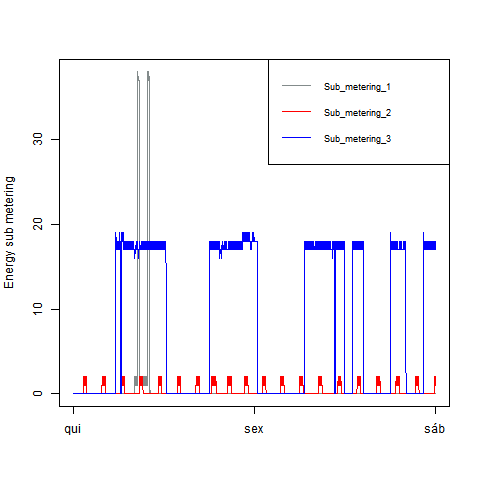 Sub_metering_1
Sub_metering_2
Sub_metering_3
Energy sub metering
30
20
10
0
qui
sex
sáb